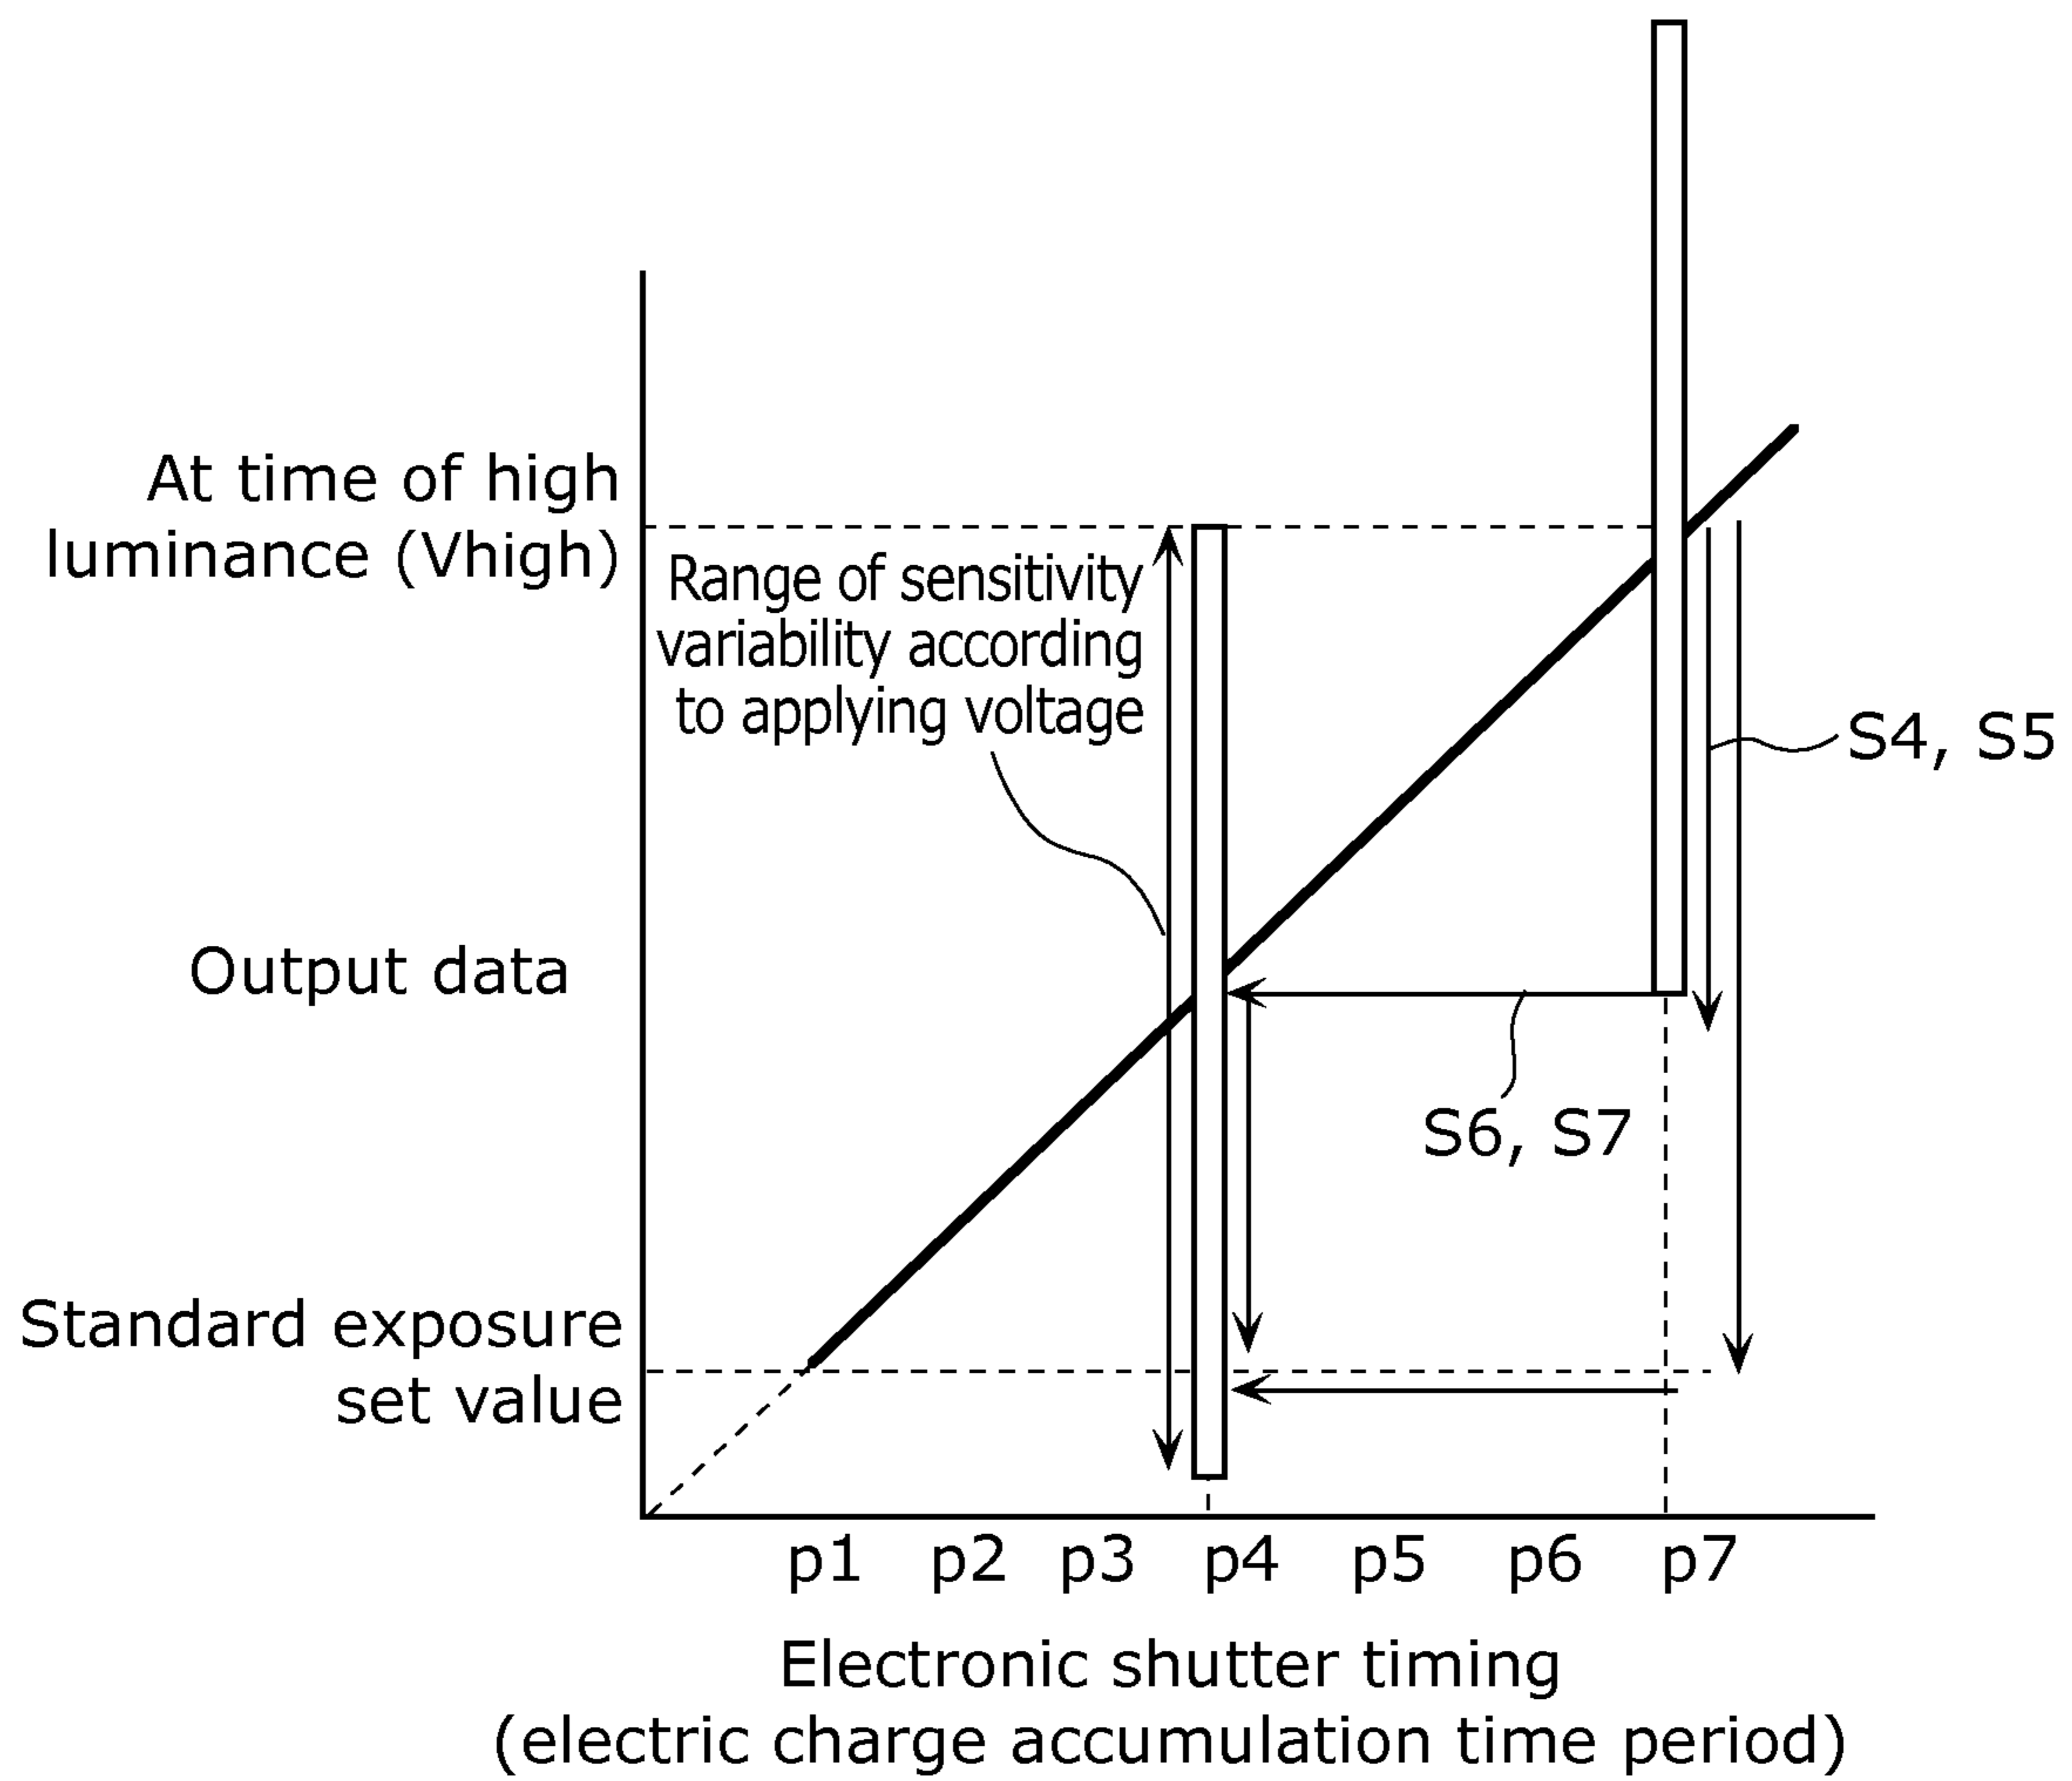 At time of high
luminance (Vhigh)
Range of sensitivity
variability according
to applying voltage
S4, S5
Output data
S6, S7
Standard exposure
set value
p1 p2 p3 p4 p5 p6 p7
Electronic shutter timing
(electric charge accumulation time period)